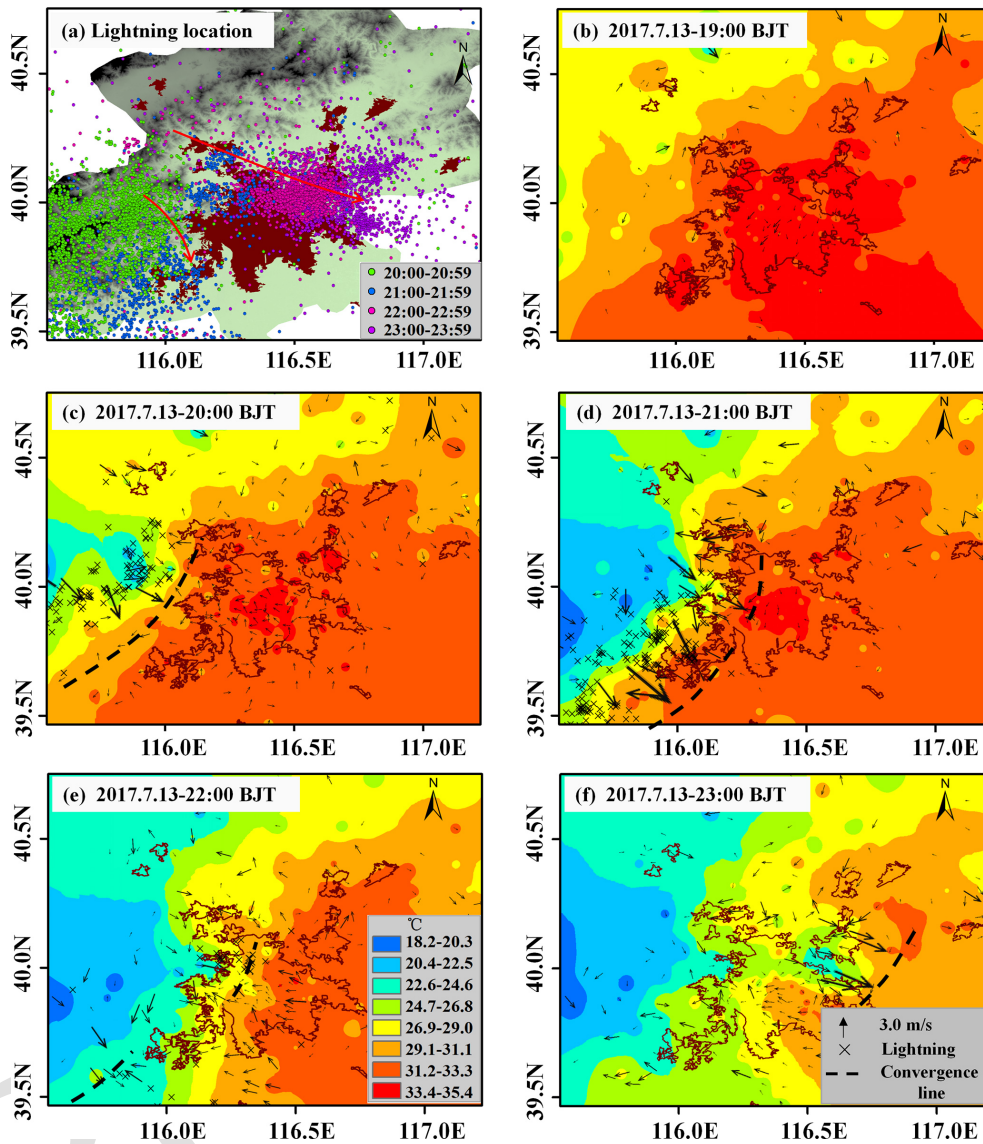 (a) Lightning location
N
40.5N
40.0N
39.5N
116.0E 116.5E 117.0E
20:00-20:59
21:00-21:59
22:00-22:59
23:00-23:59
(b) 2017.7.13-19:00 BJT
N
40.5N
40.0N
39.5N
116.0E 116.5E 117.0E
(c) 2017.7.13-20:00 BJT
N
40.5N
40.0N
39.5N
116.0E 116.5E 117.0E
(d) 2017.7.13-21:00 BJT
N
40.5N
40.0N
39.5N
116.0E 116.5E 117.0E
(e) 2017.7.13-22:00 BJT
N
40.5N
40.0N
39.5N
116.0E 116.5E 117.0E
℃
18.2-20.3
20.4-22.5
22.6-24.6
24.7-26.8
26.9-29.0
29.1-31.1
31.2-33.3
33.4-35.4
(f) 2017.7.13-23:00 BJT
N
40.5N
40.0N
39.5N
116.0E 116.5E 117.0E
3.0 m/s
Lightning
Convergence
line